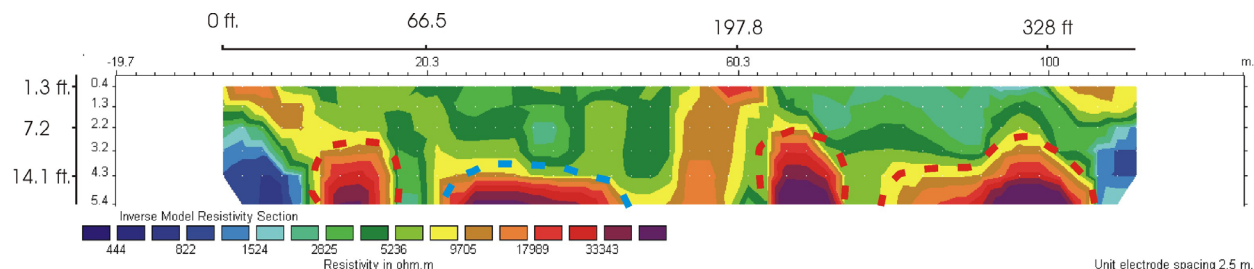 0 ft. 66.5 197.8 328 ft
-19.7 20.3 60.3 100 m.
1.3 ft. 0.4
1.3
7.2 2.2
3.2
14.1 ft. 4.3
5.4
Inverse Model Resistivity Section
444 822 1524 2825 5236 9705 17989 33343
Resistivity in ohm.m Unit electrode spacing 2.5 m.